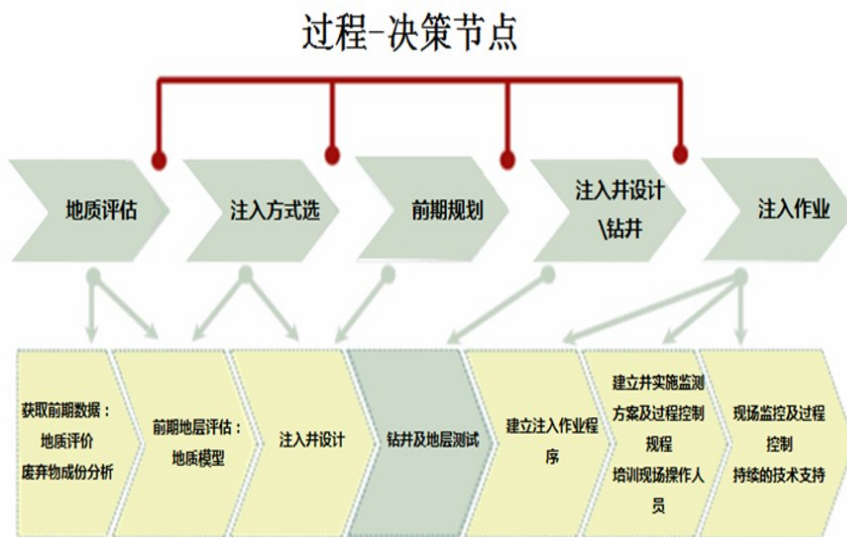 过程-决策节点
地质评估
注入方式选
前期规划
注入井设计
\钻井
注入作业
获取前期数据：
地质评价
废弃物成份分析
前期地层评估：
地质模型
注入井设计
钻井及地层测试
建立注入作业程
序
建立井实施监测
方案及过程控制
规程
培训现场操作人
员
现场监控及过程
控制
持续的技术支持